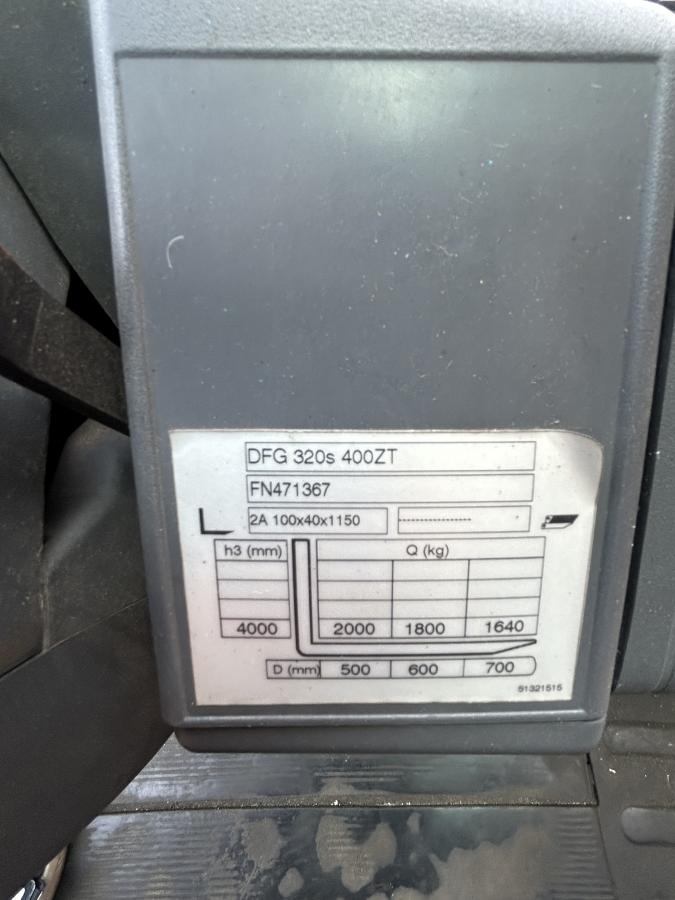 DFG 320s 400ZT
FN471367
2A 100x40x1150 ----------------
h3 (mm) Q (kg)
4000 2000 1800 1640
D (mm) 500 600 700
51321515